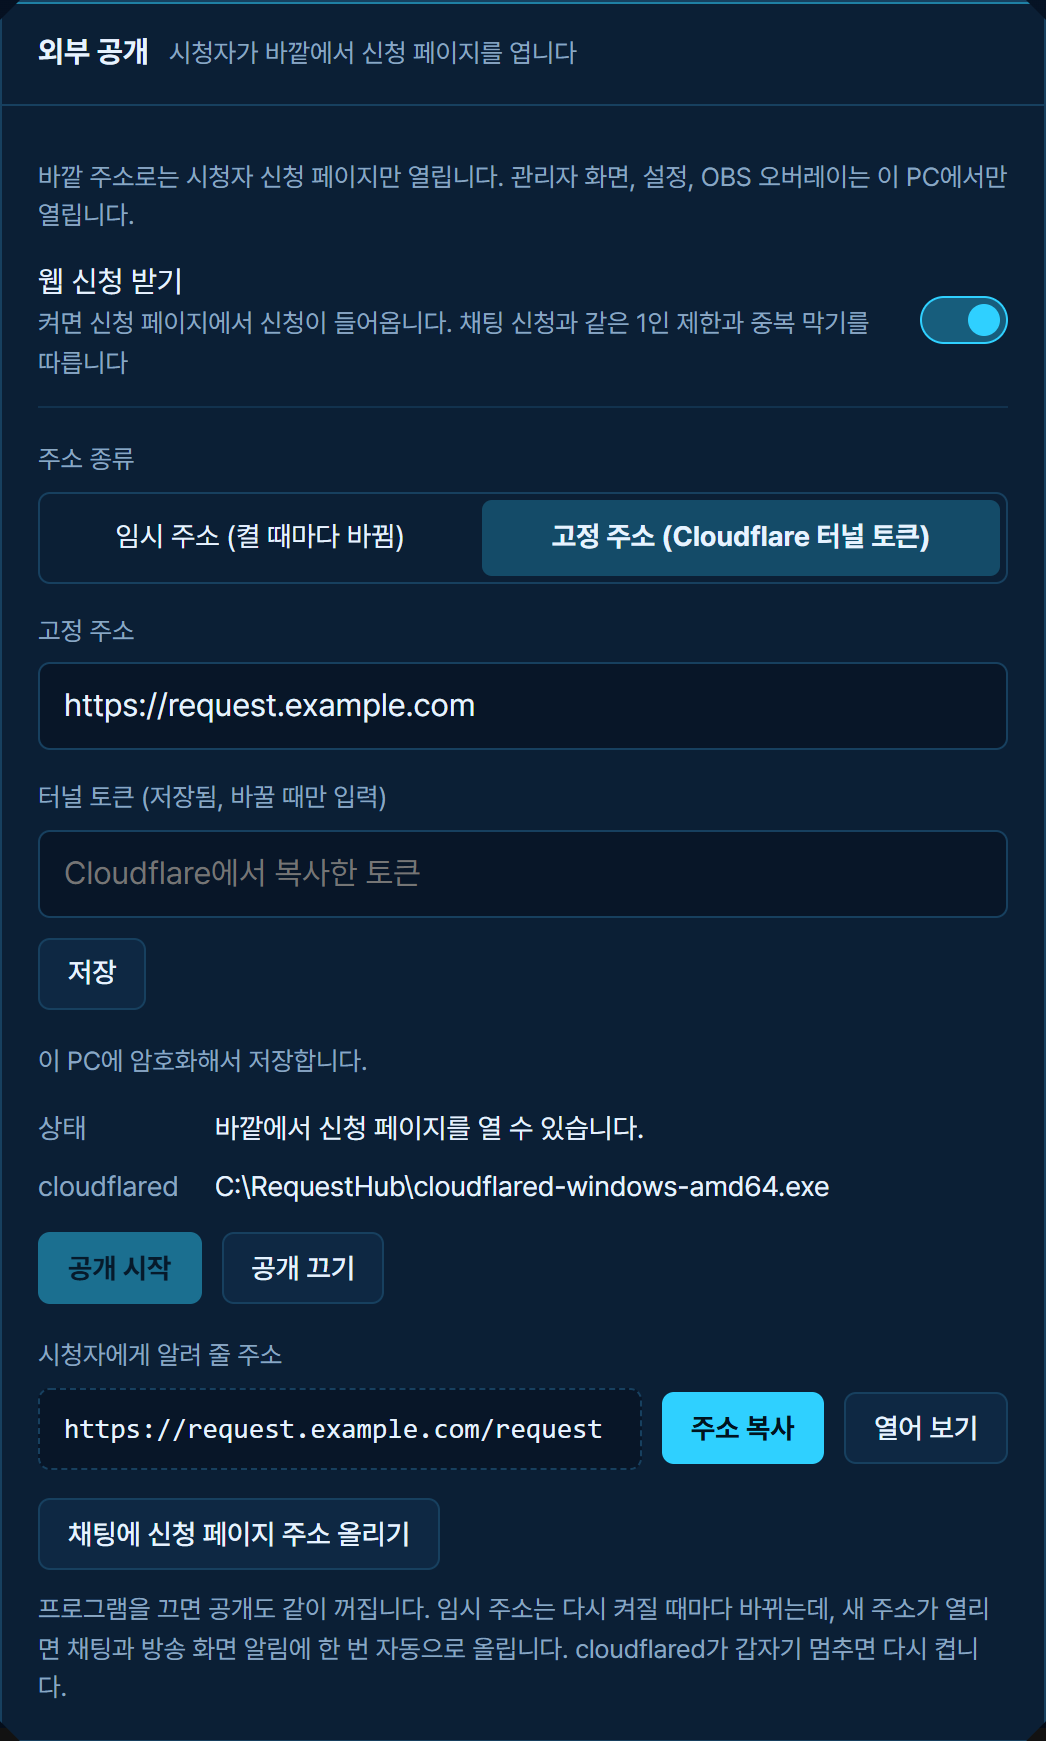 외부 공개 시청자가 바깥에서 신청 페이지를 엽니다
바깥 주소로는 시청자 신청 페이지만 열립니다. 관리자 화면, 설정, OBS 오버레이는 이 PC에서만
열립니다.
웹 신청 받기
켜면 신청 페이지에서 신청이 들어옵니다. 채팅 신청과 같은 1인 제한과 중복 막기를
따릅니다
주소 종류
임시 주소 (켤 때마다 바뀜) 고정 주소 (Cloudflare 터널 토큰)
고정 주소
https://request.example.com
터널 토큰 (저장됨, 바꿀 때만 입력)
Cloudflare에서 복사한 토큰
저장
이 PC에 암호화해서 저장합니다.
상태 바깥에서 신청 페이지를 열 수 있습니다.
cloudflared C:\RequestHub\cloudflared-windows-amd64.exe
공개 시작 공개 끄기
시청자에게 알려 줄 주소
https://request.example.com/request 주소 복사 열어 보기
채팅에 신청 페이지 주소 올리기
프로그램을 끄면 공개도 같이 꺼집니다. 임시 주소는 다시 켜질 때마다 바뀌는데, 새 주소가 열리
면 채팅과 방송 화면 알림에 한 번 자동으로 올립니다. cloudflared가 갑자기 멈추면 다시 켭니
다.